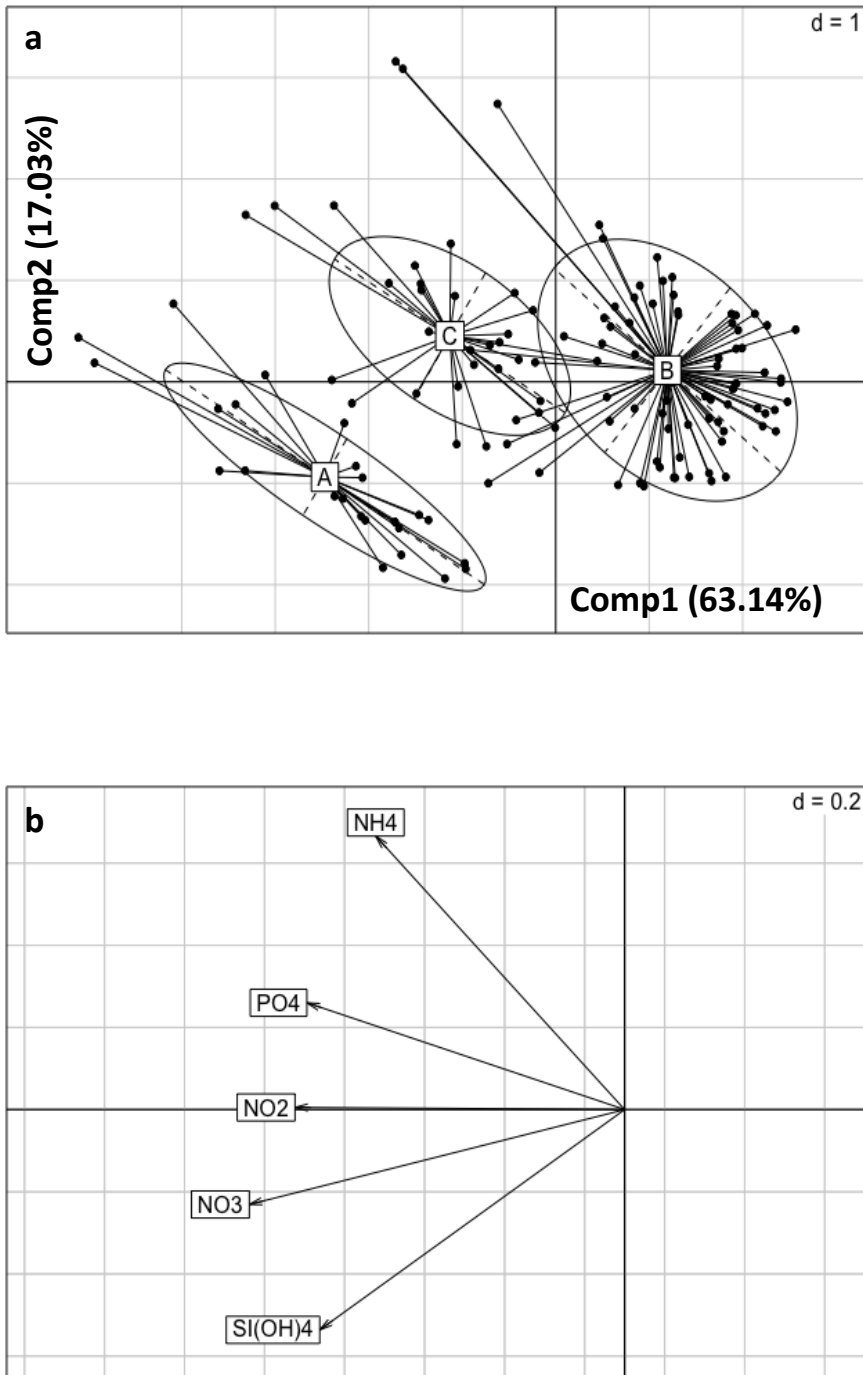 a
d = 1
Comp2 (17.03%)
C
B
A
Comp1 (63.14%)
b
d = 0.2
NH4
PO4
NO2
NO3
SI(OH)4